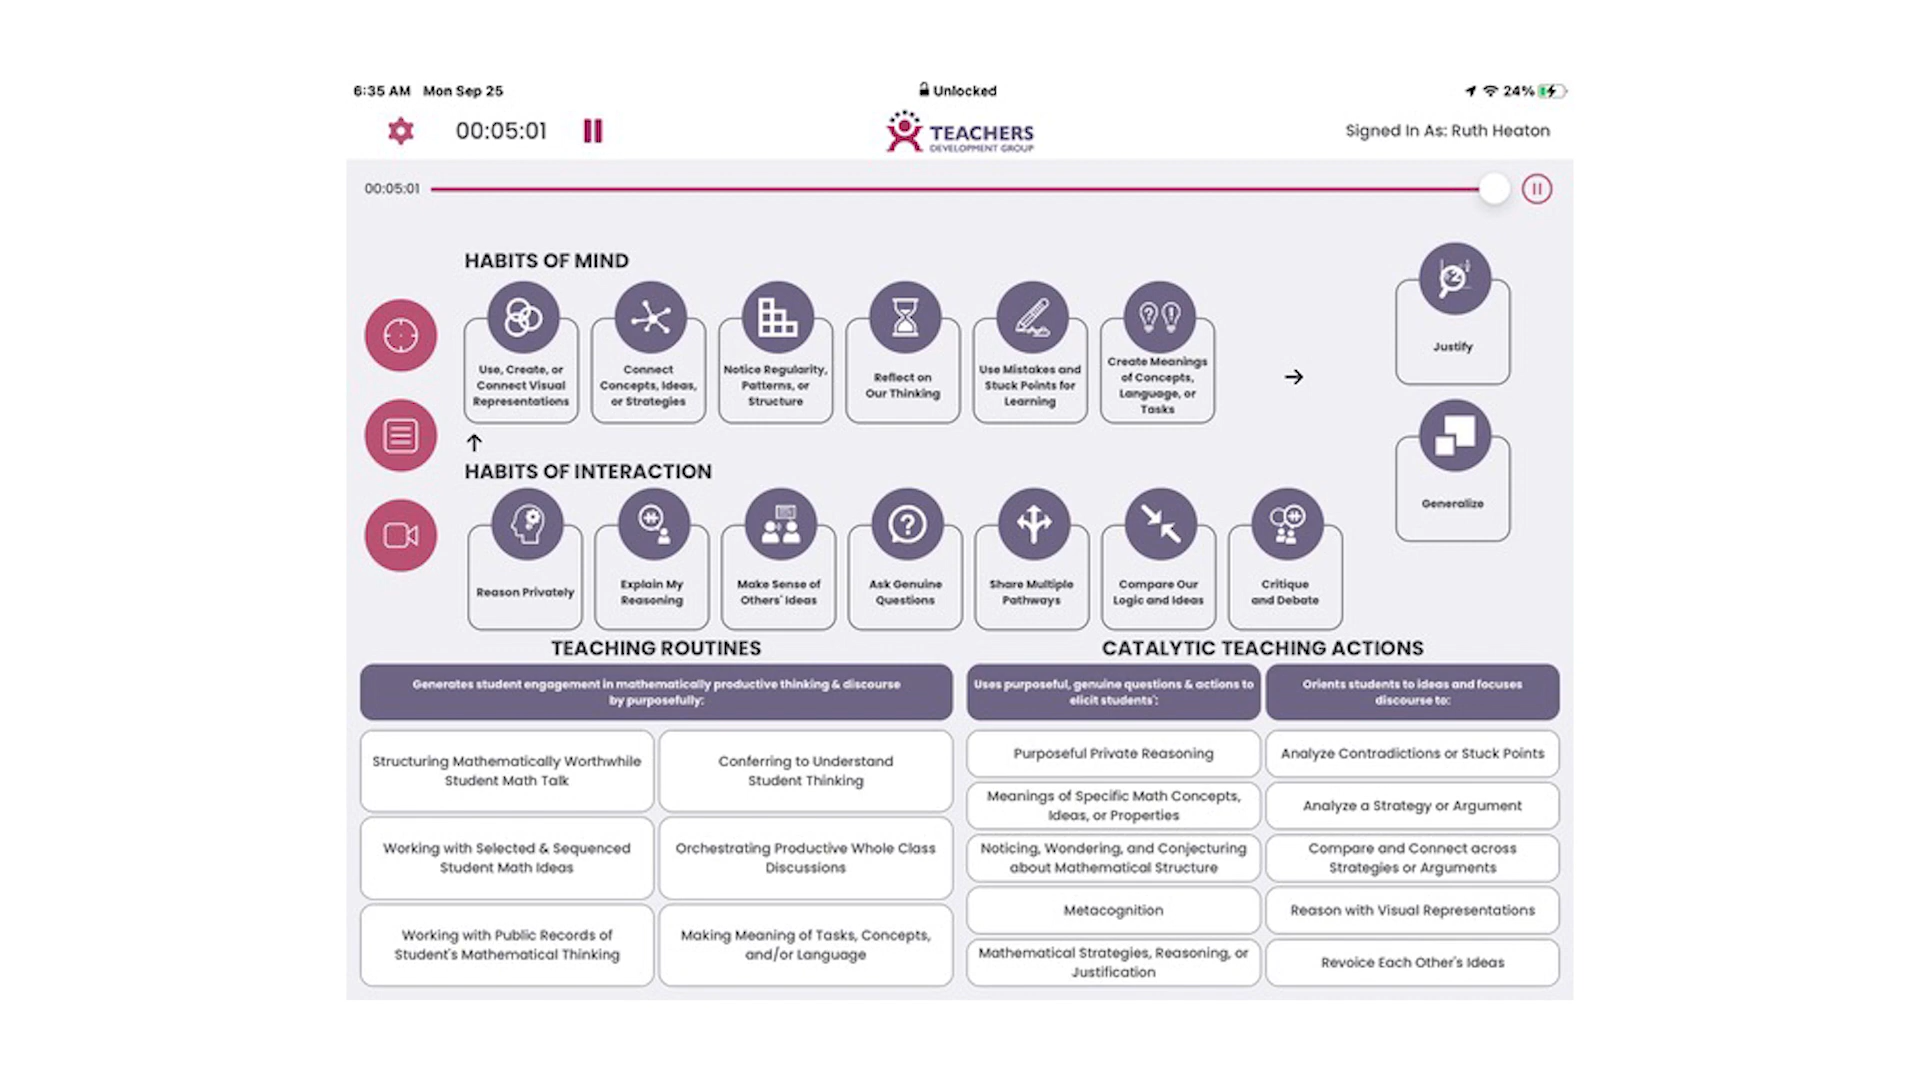 6:35 AM Mon Sep 25
Unlocked
24%
00:05:01
TEACHERS
DEVELOPMENT GROUP
Signed In As: Ruth Heaton
00:05:01
HABITS OF MIND
Use, Create, or
Connect Visual
Representations
Connect
Concepts, Ideas,
or Strategies
Notice Regularity,
Patterns, or
Structure
Reflect on
Our Thinking
Use Mistakes and
Stuck Points for
Learning
Create Meanings
of Concepts,
Language, or
Tasks
Justify
Generalize
HABITS OF INTERACTION
Reason Privately
Explain My
Reasoning
Make Sense of
Others' Ideas
Ask Genuine
Questions
Share Multiple
Pathways
Compare Our
Logic and Ideas
Critique
and Debate
TEACHING ROUTINES
Generates student engagement in mathematically productive thinking & discourse
by purposefully:
Structuring Mathematically Worthwhile
Student Math Talk
Conferring to Understand
Student Thinking
Working with Selected & Sequenced
Student Math Ideas
Orchestrating Productive Whole Class
Discussions
Working with Public Records of
Student's Mathematical Thinking
Making Meaning of Tasks, Concepts,
and/or Language
CATALYTIC TEACHING ACTIONS
Uses purposeful, genuine questions & actions to
elicit students':
Purposeful Private Reasoning
Meanings of Specific Math Concepts,
Ideas, or Properties
Noticing, Wondering, and Conjecturing
about Mathematical Structure
Metacognition
Mathematical Strategies, Reasoning, or
Justification
Orients students to ideas and focuses
discourse to:
Analyze Contradictions or Stuck Points
Analyze a Strategy or Argument
Compare and Connect across
Strategies or Arguments
Reason with Visual Representations
Revoice Each Other's Ideas